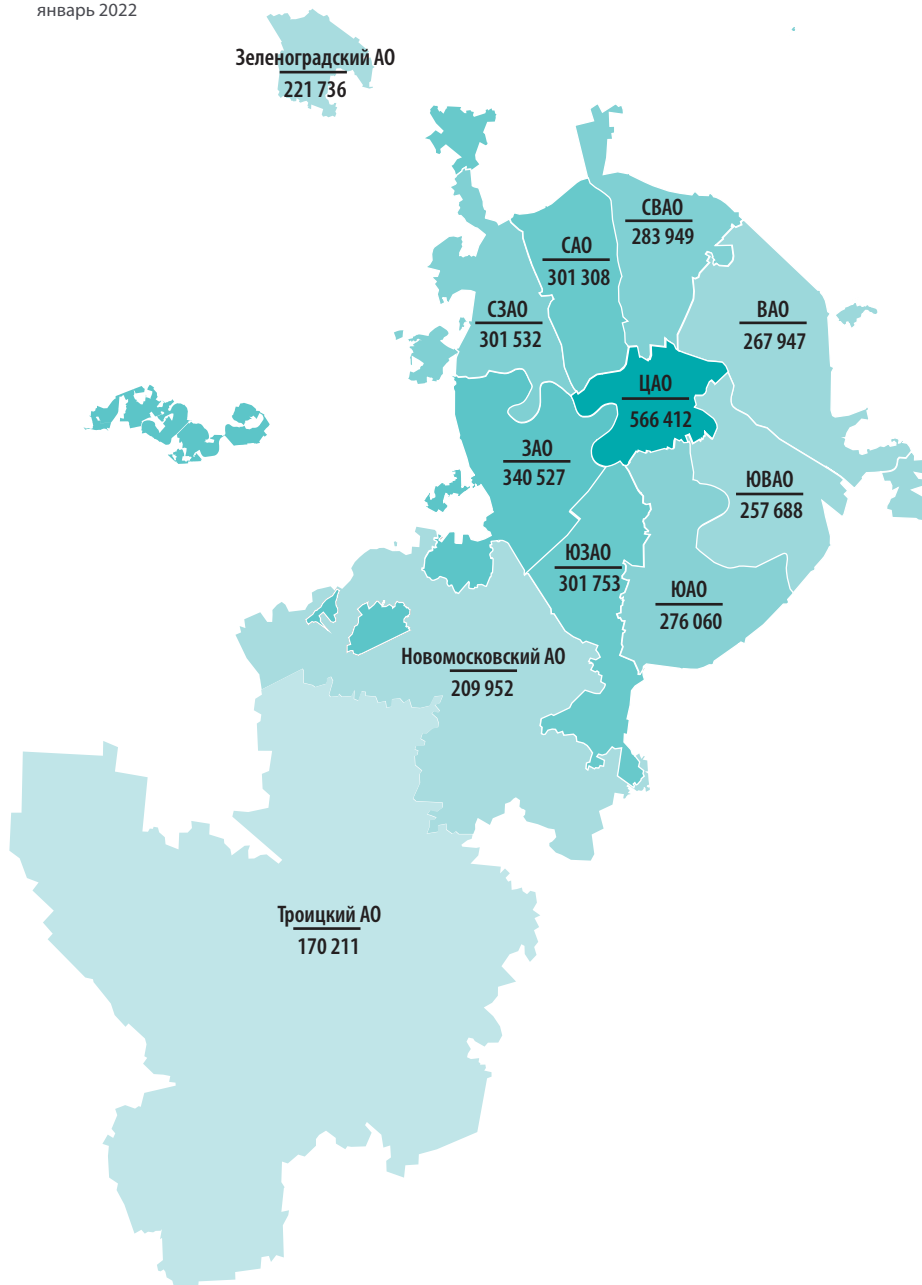 январь 2022
Зеленоградский АО
221 736
СВАО
283 949
САО
301 308
СЗАО
301 532
ВАО
267 947
ЦАО
566 412
ЗАО
340 527
ЮВАО
257 688
ЮЗАО
301 753
ЮАО
276 060
Новомосковский АО
209 952
Троицкий АО
170 211